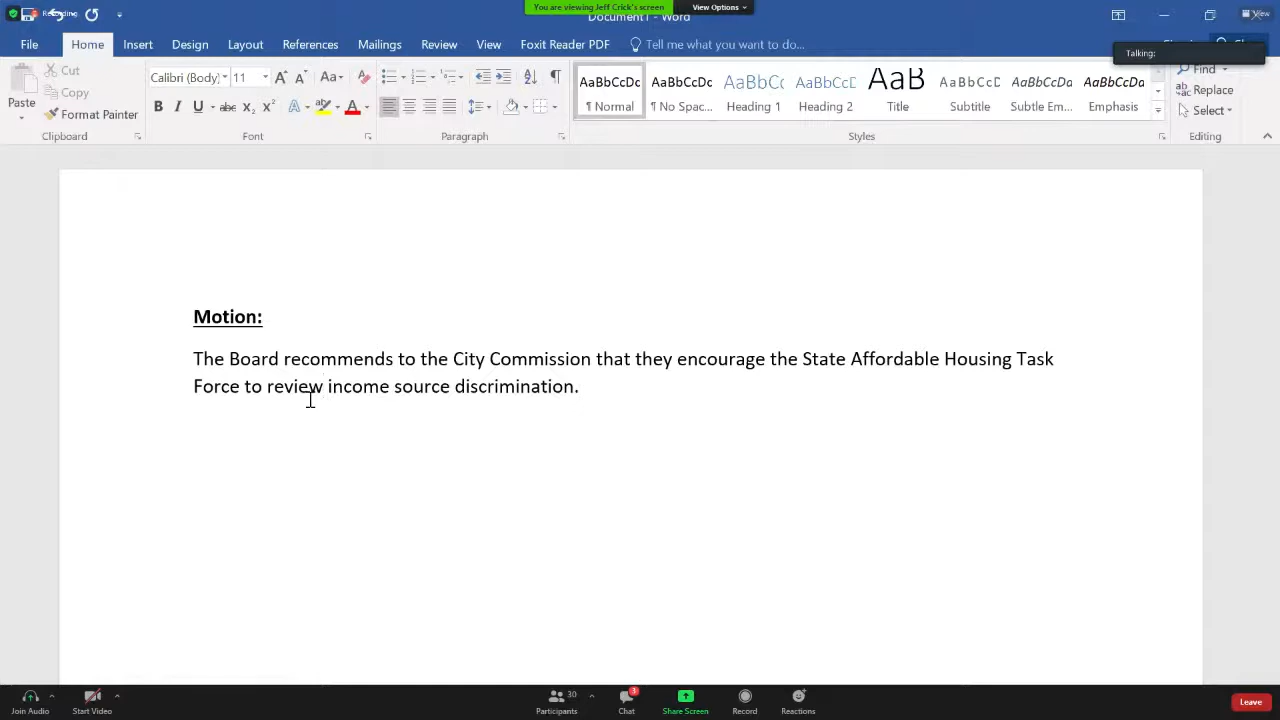 You are viewing Jeff Crick's screen View Options
Document1 - Word
View
File Home Insert Design Layout References Mailings Review View Foxit Reader PDF Tell me what you want to do...
Talking:
Paste
Cut
Copy
Format Painter
Clipboard
Calibri (Body) 11
Font
Paragraph
AaBbCcDc AaBbCcDc AaBbCc AaBbCcD AaB AaBbCcD AaBbCcDa AaBbCcDa
¶ Normal ¶ No Spac... Heading 1 Heading 2 Title Subtitle Subtle Em... Emphasis
Styles
Find
Replace
Select
Editing
Motion:
The Board recommends to the City Commission that they encourage the State Affordable Housing Task
Force to review income source discrimination.
Join Audio Start Video Participants 30 Chat 3 Share Screen Record Reactions Leave